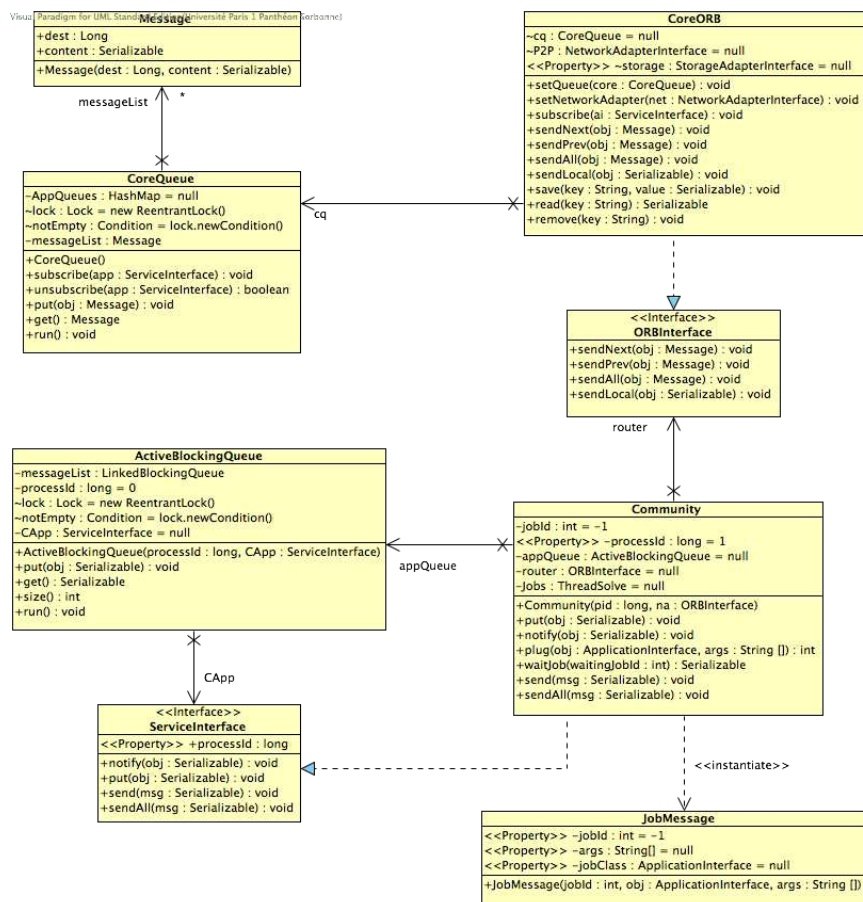 Visual Paradigm for UML Standard Edition(Université Paris 1 Panthéon Sorbonne)
Message
+dest : Long
+content : Serializable
+Message(dest : Long, content : Serializable)
messageList
*
CoreORB
~cq : CoreQueue = null
~P2P : NetworkAdapterInterface = null
<<Property>> ~storage : StorageAdapterInterface = null
+setQueue(core : CoreQueue) : void
+setNetworkAdapter(net : NetworkAdapterInterface) : void
+subscribe(ai : ServiceInterface) : void
+sendNext(obj : Message) : void
+sendPrev(obj : Message) : void
+sendAll(obj : Message) : void
+sendLocal(obj : Serializable) : void
+save(key : String, value : Serializable) : void
+read(key : String) : Serializable
+remove(key : String) : void
CoreQueue
-AppQueues : HashMap = null
~lock : Lock = new ReentrantLock()
~notEmpty : Condition = lock.newCondition()
-messageList : Message
+CoreQueue()
+subscribe(app : ServiceInterface) : void
+unsubscribe(app : ServiceInterface) : boolean
+put(obj : Message) : void
+get() : Message
+run() : void
cq
<<Interface>>
ORBInterface
+sendNext(obj : Message) : void
+sendPrev(obj : Message) : void
+sendAll(obj : Message) : void
+sendLocal(obj : Serializable) : void
router
ActiveBlockingQueue
-messageList : LinkedBlockingQueue
-processId : long = 0
~lock : Lock = new ReentrantLock()
~notEmpty : Condition = lock.newCondition()
-CApp : ServiceInterface = null
+ActiveBlockingQueue(processId : long, CApp : ServiceInterface)
+put(obj : Serializable) : void
+get() : Serializable
+size() : int
+run() : void
appQueue
Community
-jobId : int = -1
<<Property>> -processId : long = 1
-appQueue : ActiveBlockingQueue = null
-router : ORBInterface = null
-Jobs : ThreadSolve = null
+Community(pid : long, na : ORBInterface)
+put(obj : Serializable) : void
+notify(obj : Serializable) : void
+plug(obj : ApplicationInterface, args : String []) : int
+waitJob(waitingJobId : int) : Serializable
+send(msg : Serializable) : void
+sendAll(msg : Serializable) : void
CApp
<<Interface>>
ServiceInterface
<<Property>> +processId : long
+notify(obj : Serializable) : void
+put(obj : Serializable) : void
+send(msg : Serializable) : void
+sendAll(msg : Serializable) : void
<<instantiate>>
JobMessage
<<Property>> -jobId : int = -1
<<Property>> -args : String[] = null
<<Property>> -jobClass : ApplicationInterface = null
+JobMessage(jobId : int, obj : ApplicationInterface, args : String [])